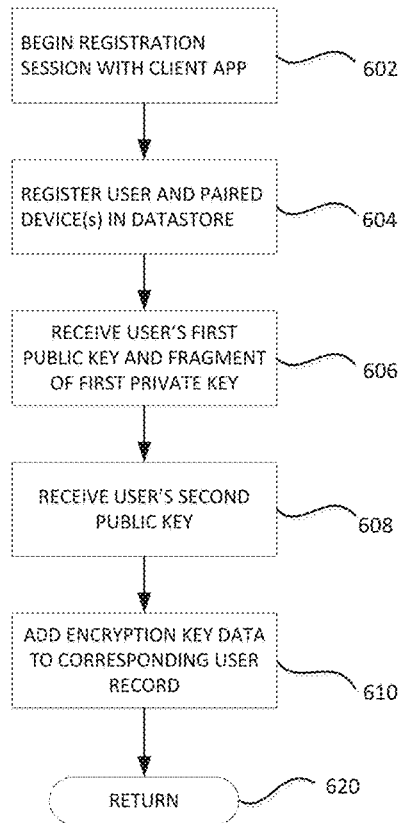 BEGIN REGISTRATION
SESSION WITH CLIENT APP
602
REGISTER USER AND PAIRED
DEVICE(s) IN DATASTORE
604
RECEIVE USER'S FIRST
PUBLIC KEY AND FRAGMENT
OF FIRST PRIVATE KEY
606
RECEIVE USER'S SECOND
PUBLIC KEY
608
ADD ENCRYPTION KEY DATA
TO CORRESPONDING USER
RECORD
610
RETURN
620